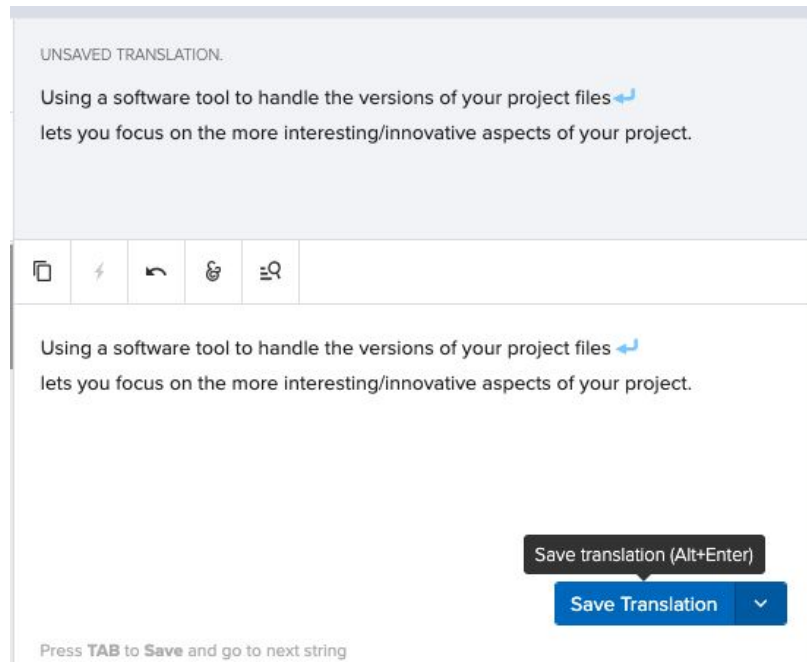 UNSAVED TRANSLATION.
Using a software tool to handle the versions of your project files
lets you focus on the more interesting/innovative aspects of your project.
Using a software tool to handle the versions of your project files
lets you focus on the more interesting/innovative aspects of your project.
Save translation (Alt+Enter)
Save Translation
Press TAB to Save and go to next string